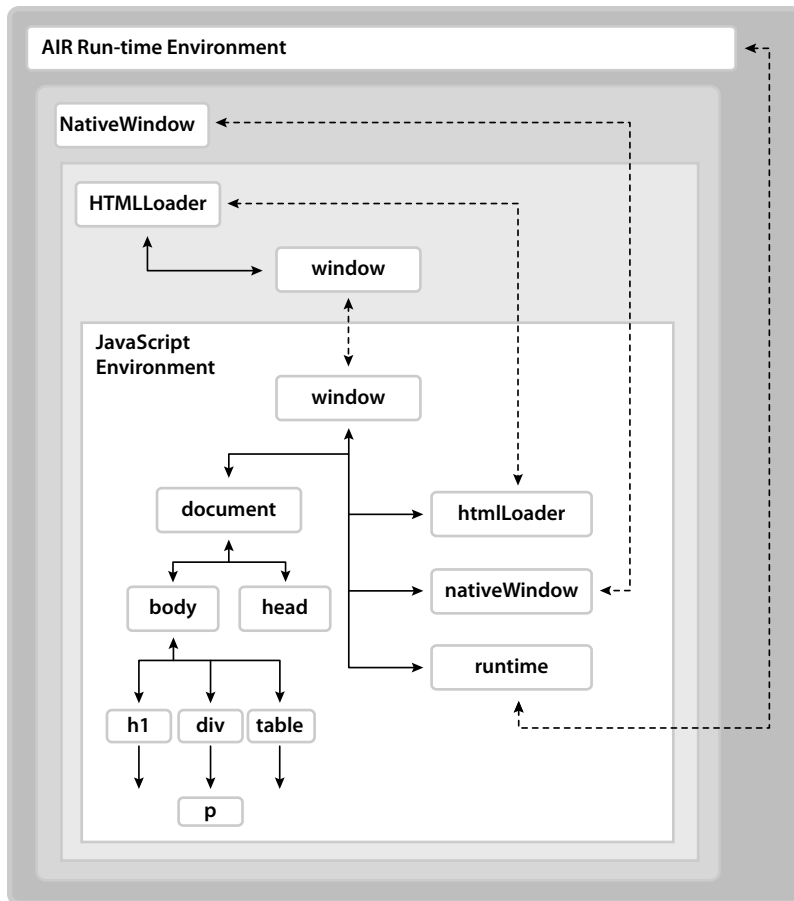 AIR Run-time Environment
NativeWindow
HTMLLoader
window
JavaScript
Environment
window
document
htmlLoader
body
head
nativeWindow
runtime
h1
div
table
p